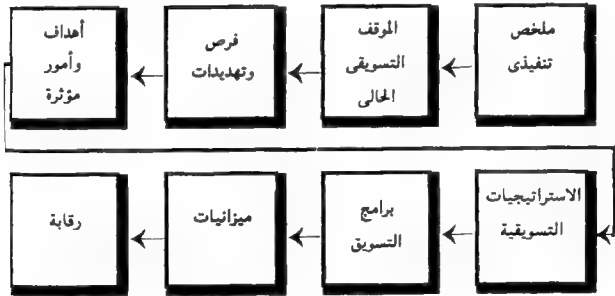 ملخص
تنفيذى
الموقف
التسويقى
الحالى
فرص
وتهديدات
أهداف
وأمور
مؤثرة
الاستراتيجيات
التسويقية
برامج
التسويق
ميزانيات
رقابة